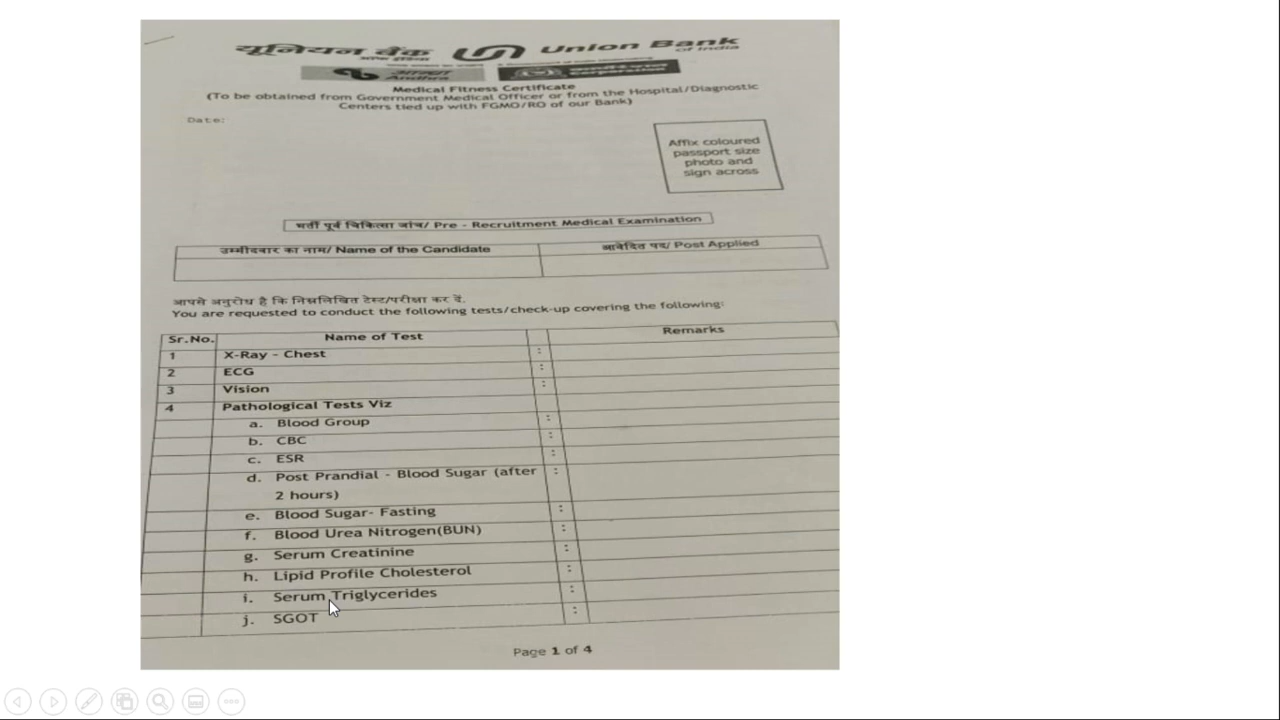 यूनियन बैंक Union Bank
ऑफ इंडिया of India
Andhra Corporation
Medical Fitness Certificate
(To be obtained from Government Medical Officer or from the Hospital/Diagnostic
Centers tied up with FGMO/RO of our Bank)
Date:
Affix coloured
passport size
photo and
sign across
भर्ती पूर्व चिकित्सा जांच/ Pre - Recruitment Medical Examination
उम्मीदवार का नाम/ Name of the Candidate आवेदित पद/ Post Applied
आपसे अनुरोध है कि निम्नलिखित टेस्ट/परीक्षा कर दें.
You are requested to conduct the following tests/check-up covering the following:
Sr.No. Name of Test Remarks
1 X-Ray - Chest :
2 ECG :
3 Vision :
4 Pathological Tests Viz
a. Blood Group :
b. CBC :
c. ESR :
d. Post Prandial - Blood Sugar (after :
2 hours)
e. Blood Sugar- Fasting :
f. Blood Urea Nitrogen(BUN) :
g. Serum Creatinine :
h. Lipid Profile Cholesterol :
i. Serum Triglycerides :
j. SGOT :
Page 1 of 4